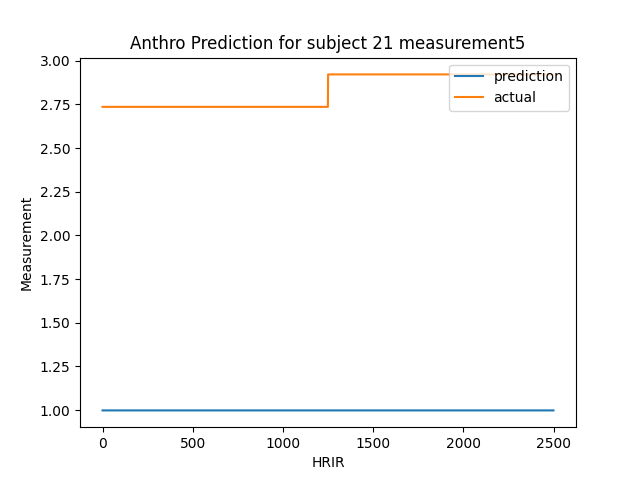 Anthro Prediction for subject 21 measurement5
prediction
actual
3.00
2.75
2.50
2.25
2.00
1.75
1.50
1.25
1.00
Measurement
0 500 1000 1500 2000 2500
HRIR